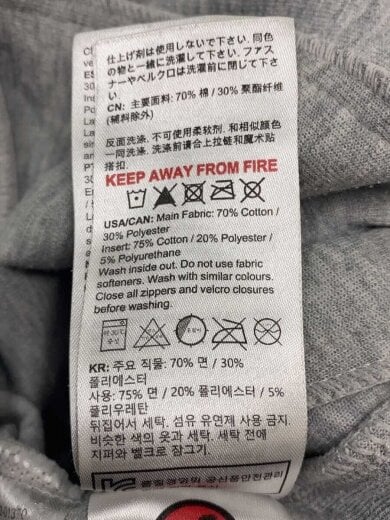 仕上げ剤は使用しないで下さい. 同色
の物と一緒に洗濯して下さい. ファス
ナーやベルクロは洗濯前に閉じて下さ
い
CN: 主要面料: 70% 棉 / 30% 聚酯纤维
(辅料除外)
反面洗涤. 不可使用柔软剂. 和相似颜色
一同洗涤. 洗涤前请合上拉链和魔术贴
搭扣.
KEEP AWAY FROM FIRE
USA/CAN: Main Fabric: 70% Cotton /
30% Polyester
Insert: 75% Cotton / 20% Polyester /
5% Polyurethane
Wash inside out. Do not use fabric
softeners. Wash with similar colours.
Close all zippers and velcro closures
before washing.
KR: 주요 직물: 70% 면 / 30%
폴리에스터
사용: 75% 면 / 20% 폴리에스터 / 5%
폴리우레탄
뒤집어서 세탁. 섬유 유연제 사용 금지.
비슷한 색의 옷과 세탁. 세탁 전에
지퍼와 벨크로 잠그기.